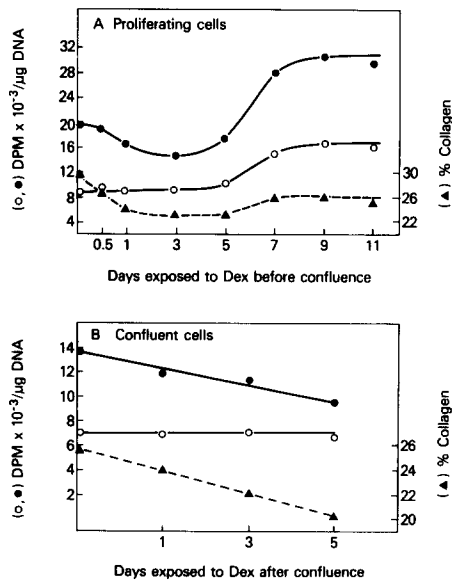 A Proliferating cells
(○, ●) DPM x 10⁻³/μg DNA
32
28
24
20
16
12
8
4
(▲) % Collagen
30
26
22
0.5 1 3 5 7 9 11
Days exposed to Dex before confluence
B Confluent cells
(○, ●) DPM x 10⁻³/μg DNA
14
12
10
8
6
4
2
(▲) % Collagen
26
24
22
20
1 3 5
Days exposed to Dex after confluence